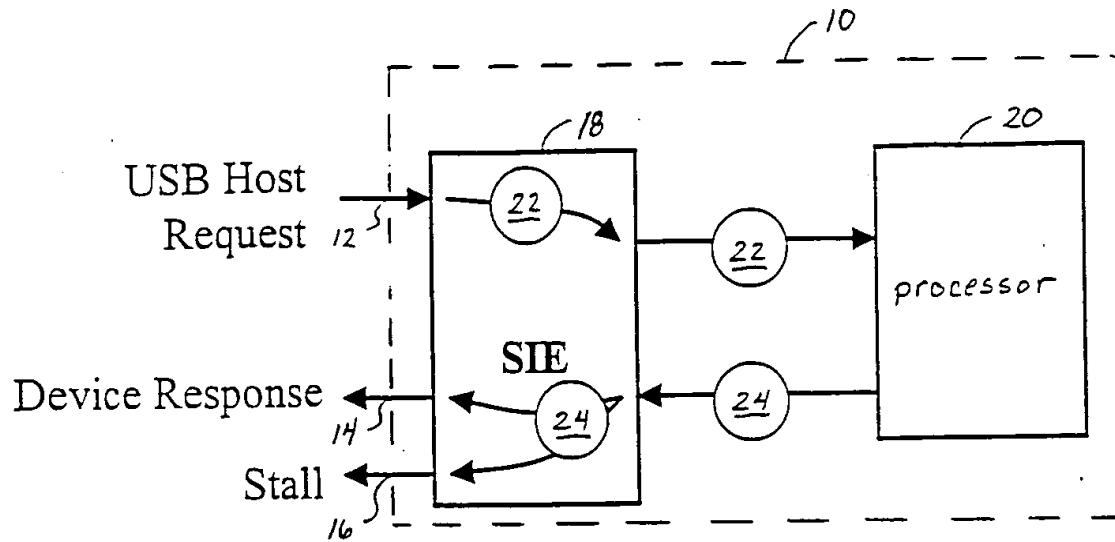 10
18
20
USB Host
Request
12
22
22
processor
SIE
Device Response
14
24
24
Stall
16